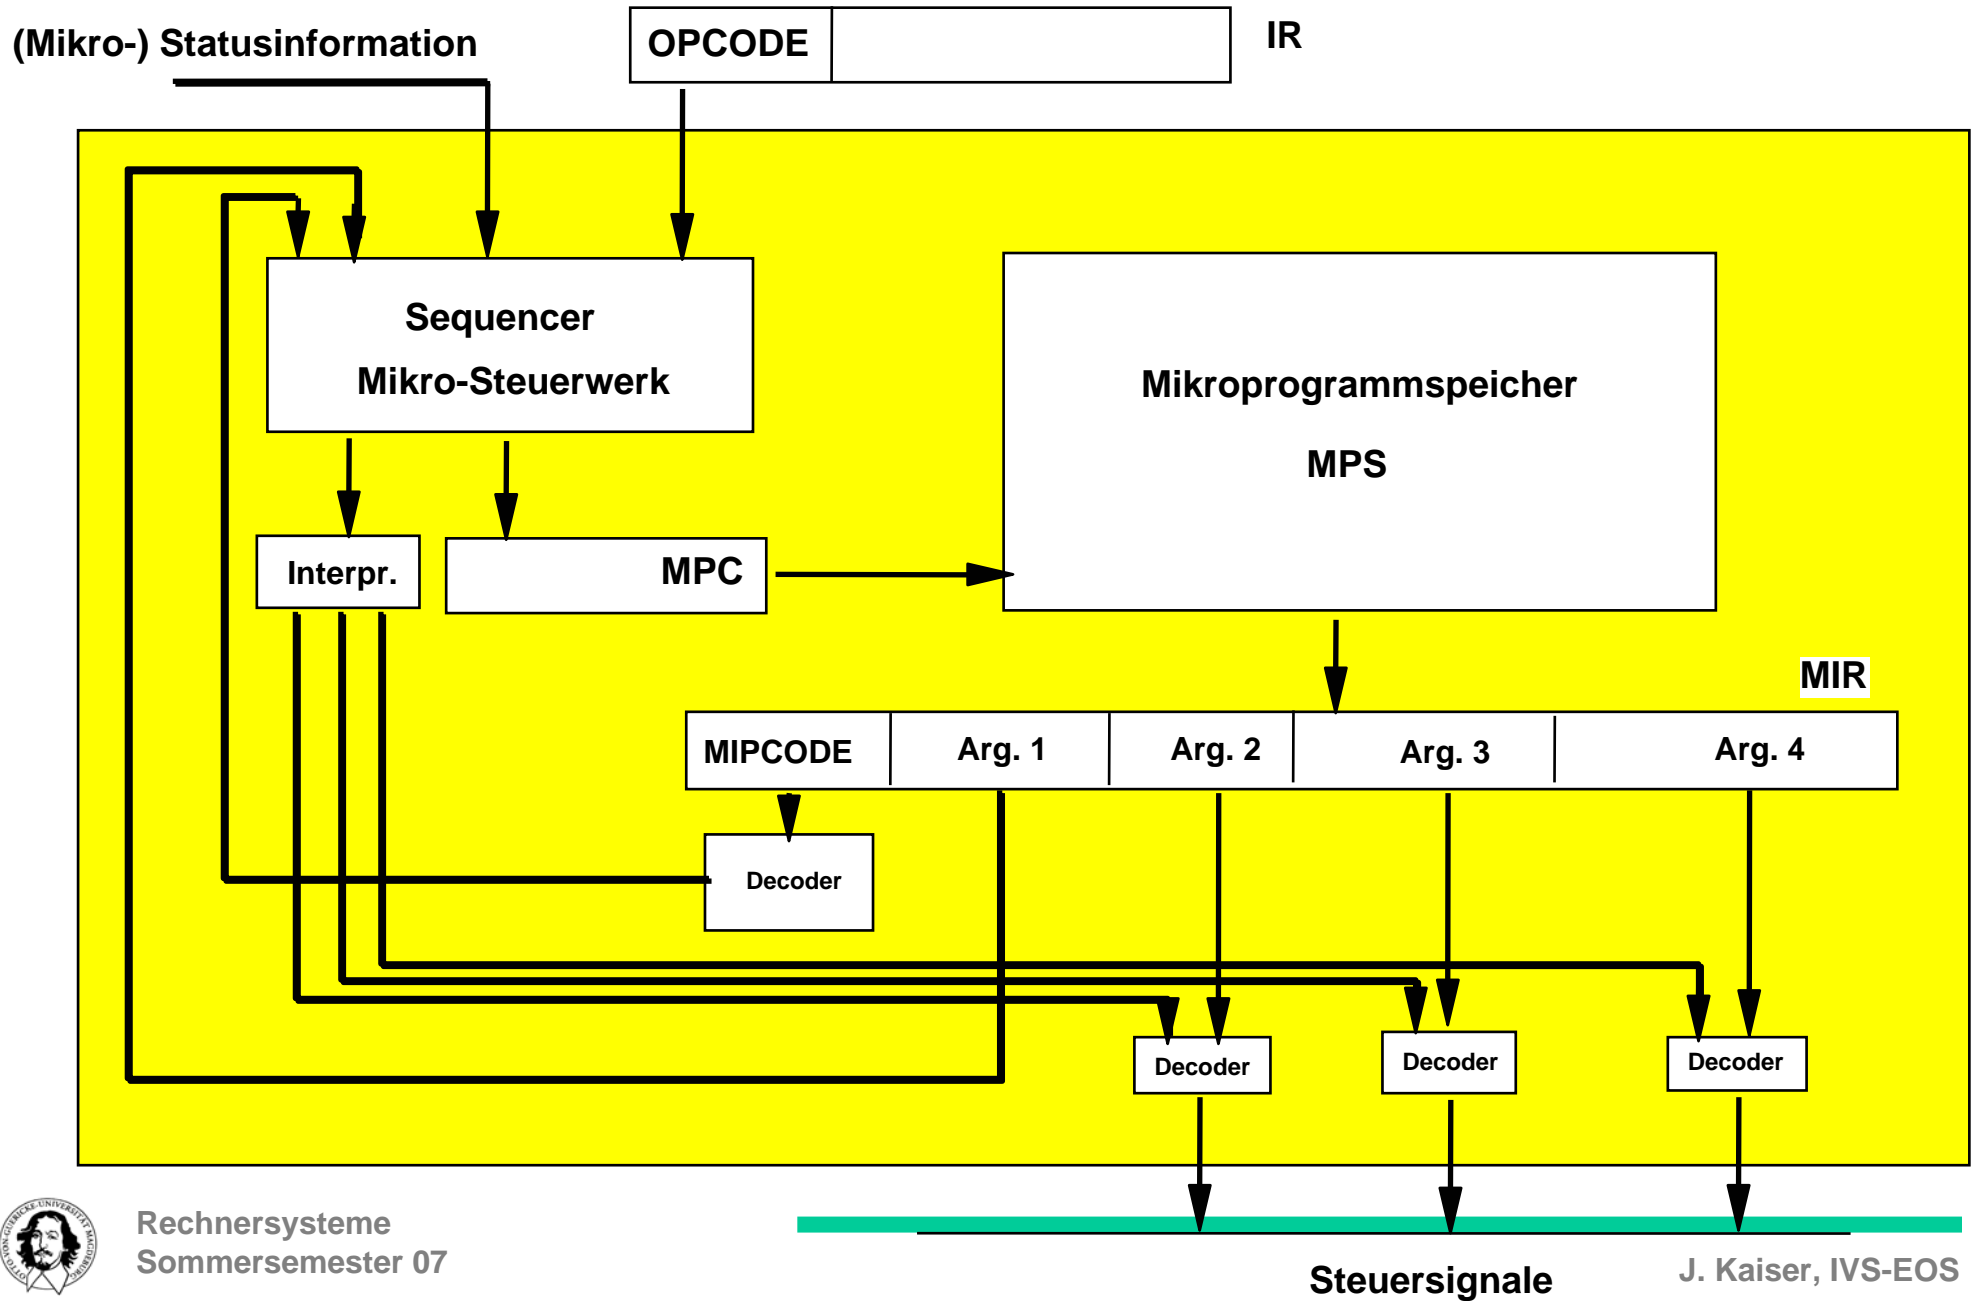 (Mikro-) Statusinformation
OPCODE
IR
Sequencer
Mikro-Steuerwerk
Mikroprogrammspeicher
MPS
Interpr.
MPC
MIR
MIPCODE
Arg. 1
Arg. 2
Arg. 3
Arg. 4
Decoder
Decoder
Decoder
Decoder
Rechnersysteme
Sommersemester 07
Steuersignale
J. Kaiser, IVS-EOS